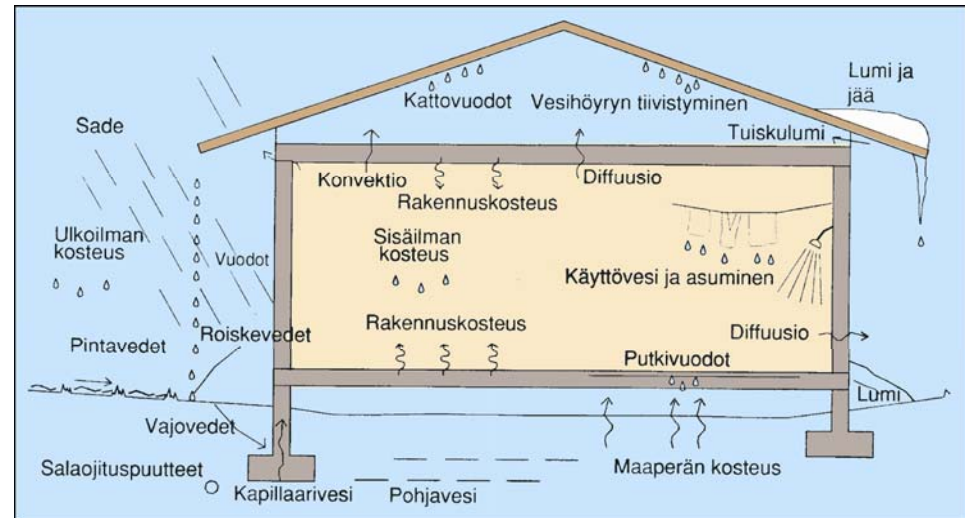 Lumi ja
jää
Kattovuodot
Vesihöyryn tiivistyminen
Sade
Tuiskulumi
Konvektio
Diffuusio
Rakennuskosteus
Ulkoilman
kosteus
Vuodot
Sisäilman
kosteus
Käyttövesi ja asuminen
Roiskevedet
Rakennuskosteus
Diffuusio
Pintavedet
Putkivuodot
Lumi
Vajovedet
Salaojituspuutteet
Maaperän kosteus
Kapillaarivesi
Pohjavesi